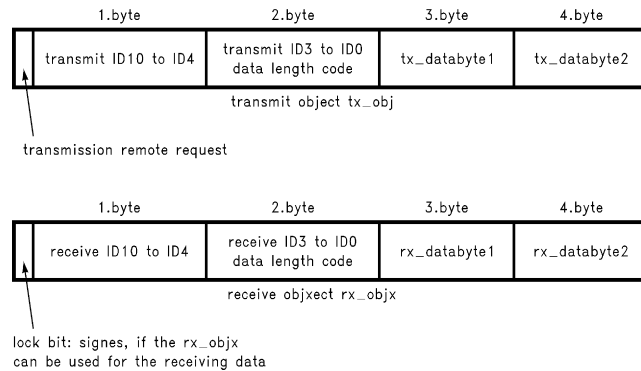 1.byte 2.byte 3.byte 4.byte
transmit ID10 to ID4
transmit ID3 to ID0
data length code
tx_databyte1
tx_databyte2
transmit object tx_obj
transmission remote request
1.byte 2.byte 3.byte 4.byte
receive ID10 to ID4
receive ID3 to ID0
data length code
rx_databyte1
rx_databyte2
receive objxect rx_objx
lock bit: signes, if the rx_objx
can be used for the receiving data